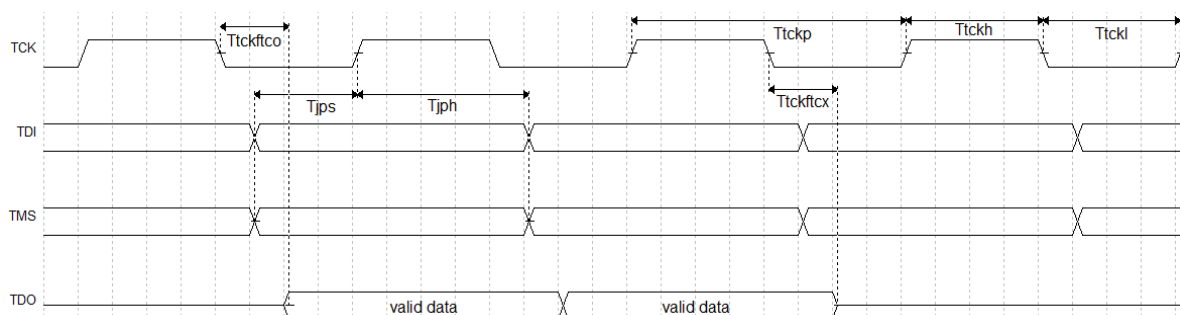 Ttckp
Ttckh
Ttckl
Ttckftco
TCK
Tjps
Tjph
Ttckftcx
TDI
TMS
TDO
valid data
valid data